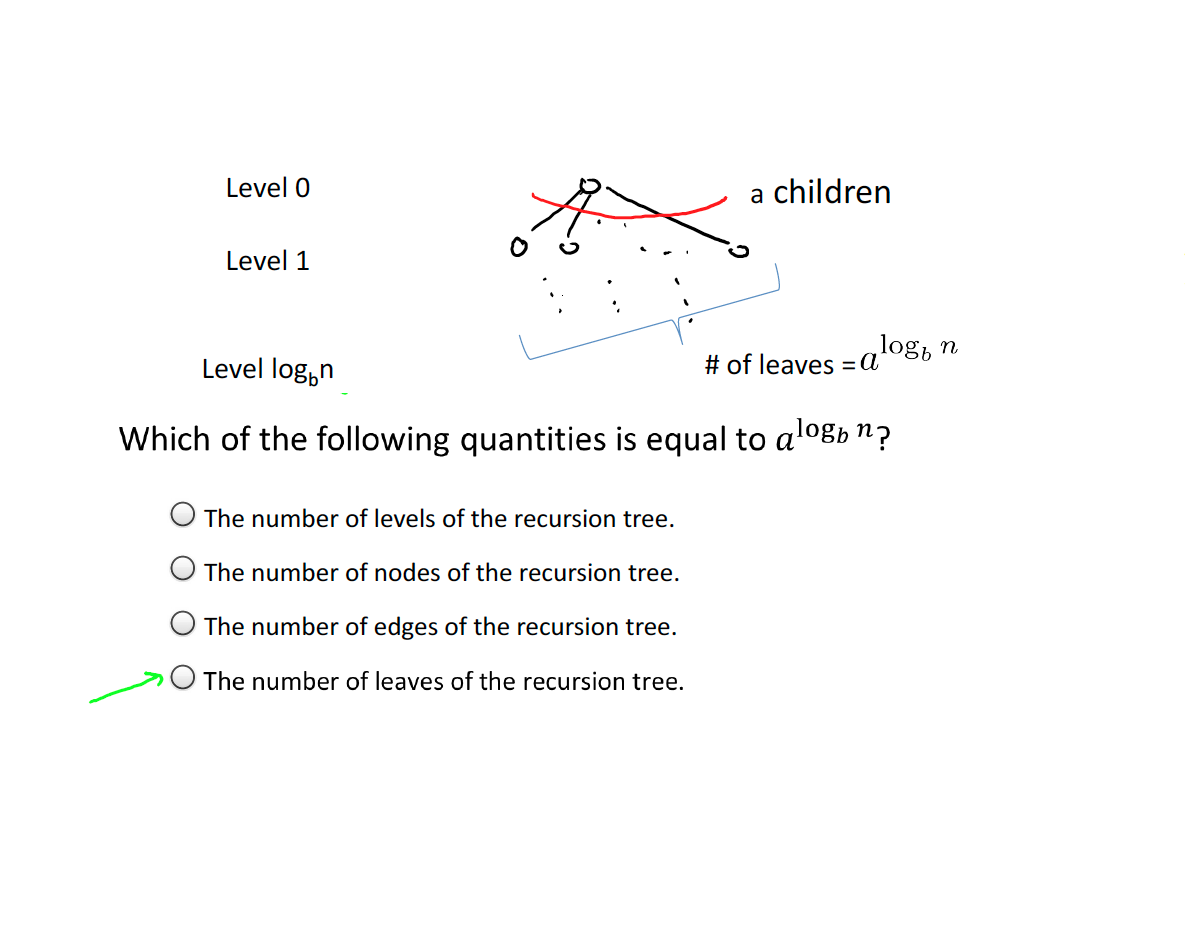 Level 0
a children
Level 1
# of leaves = a^{log_b n}
Level log_b n
Which of the following quantities is equal to a^{log_b n}?
The number of levels of the recursion tree.
The number of nodes of the recursion tree.
The number of edges of the recursion tree.
The number of leaves of the recursion tree.